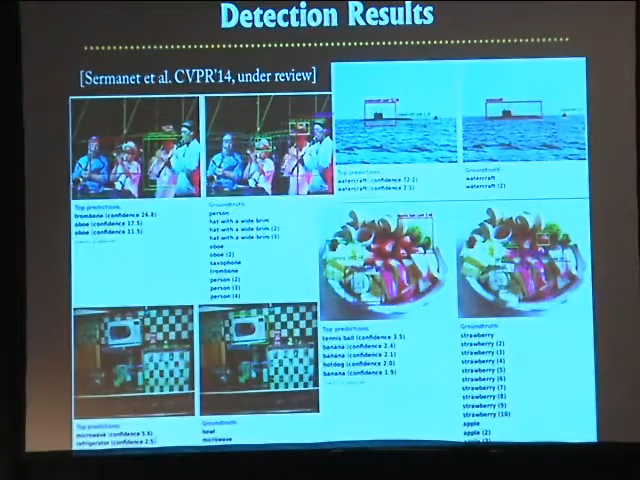 Detection Results
[Sermanet et al. CVPR'14, under review]
Top predictions:
trombone (confidence 26.8)
oboe (confidence 17.5)
oboe (confidence 11.5)
Groundtruth:
person
hat with a wide brim
hat with a wide brim (2)
hat with a wide brim (3)
oboe
oboe (2)
saxophone
trombone
person (2)
person (3)
person (4)
Top predictions:
watercraft (confidence 72.2)
watercraft (confidence 2.1)
Groundtruth:
watercraft
watercraft (2)
Top predictions:
tennis ball (confidence 3.5)
banana (confidence 2.4)
banana (confidence 2.1)
hotdog (confidence 2.0)
banana (confidence 1.9)
Groundtruth:
strawberry
strawberry (2)
strawberry (3)
strawberry (4)
strawberry (5)
strawberry (6)
strawberry (7)
strawberry (8)
strawberry (9)
strawberry (10)
apple
apple (2)
apple (3)
Top predictions:
microwave (confidence 5.6)
refrigerator (confidence 2.5)
Groundtruth:
bowl
microwave